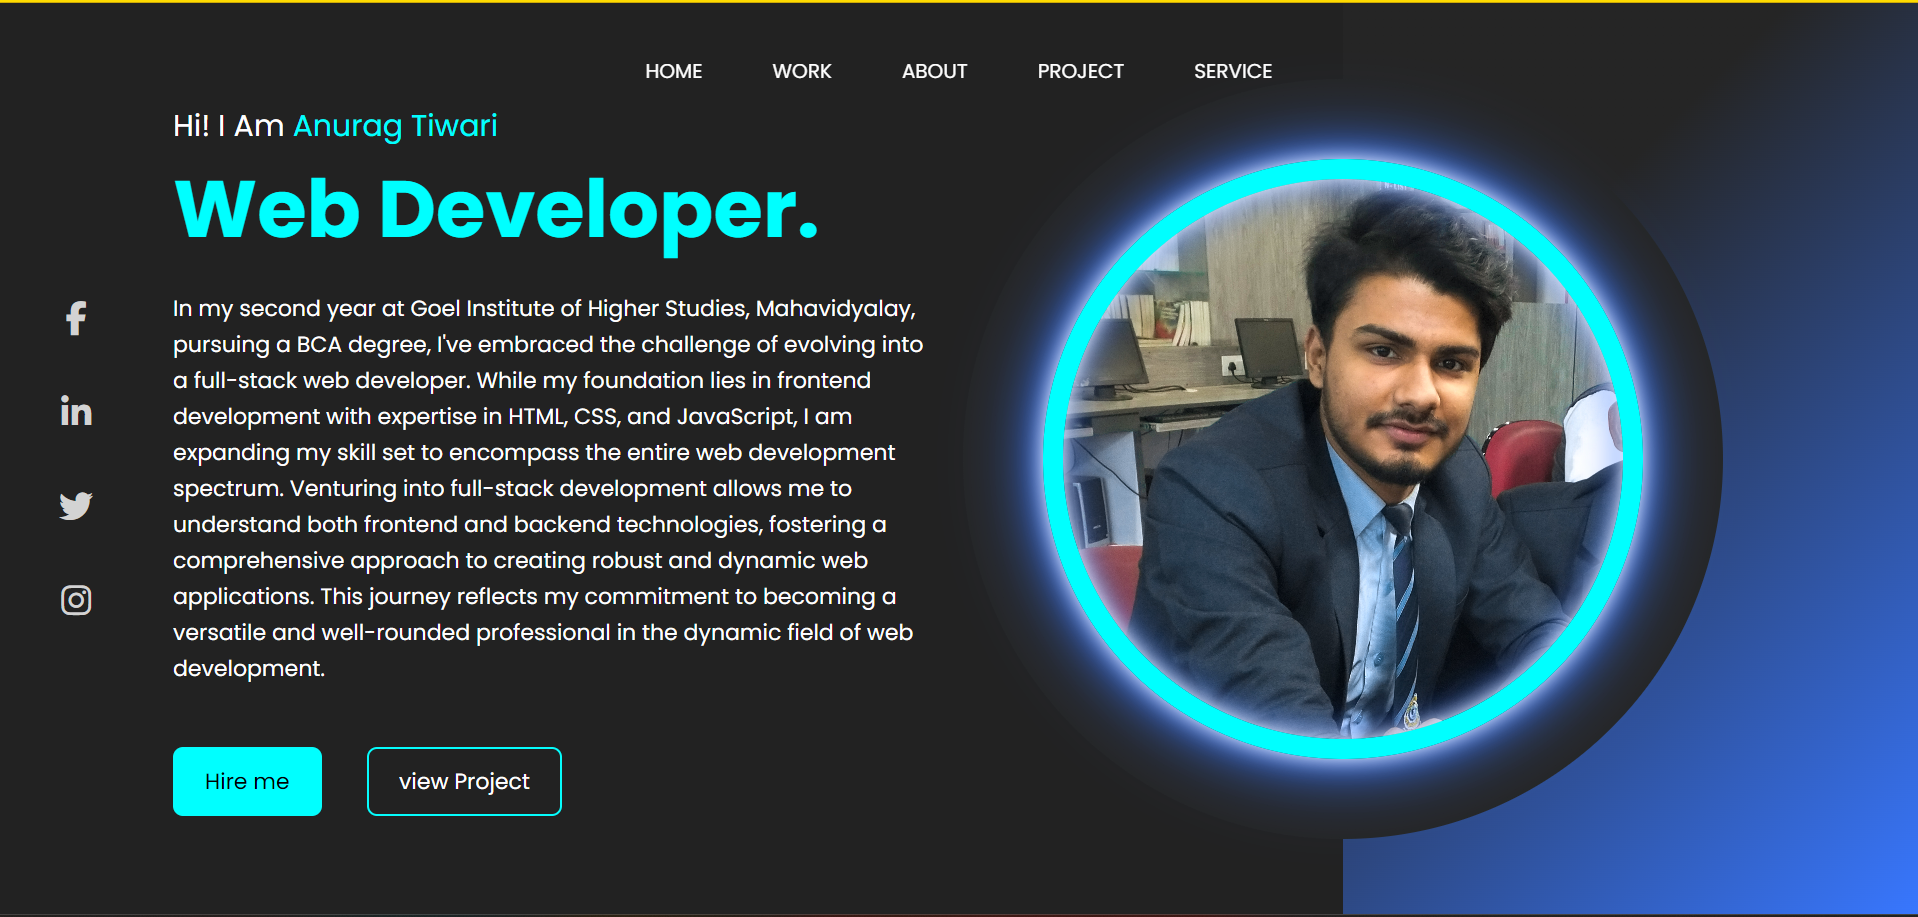 HOME WORK ABOUT PROJECT SERVICE
Hi! I Am Anurag Tiwari
Web Developer.
In my second year at Goel Institute of Higher Studies, Mahavidyalay,
pursuing a BCA degree, I've embraced the challenge of evolving into
a full-stack web developer. While my foundation lies in frontend
development with expertise in HTML, CSS, and JavaScript, I am
expanding my skill set to encompass the entire web development
spectrum. Venturing into full-stack development allows me to
understand both frontend and backend technologies, fostering a
comprehensive approach to creating robust and dynamic web
applications. This journey reflects my commitment to becoming a
versatile and well-rounded professional in the dynamic field of web
development.
Hire me
view Project